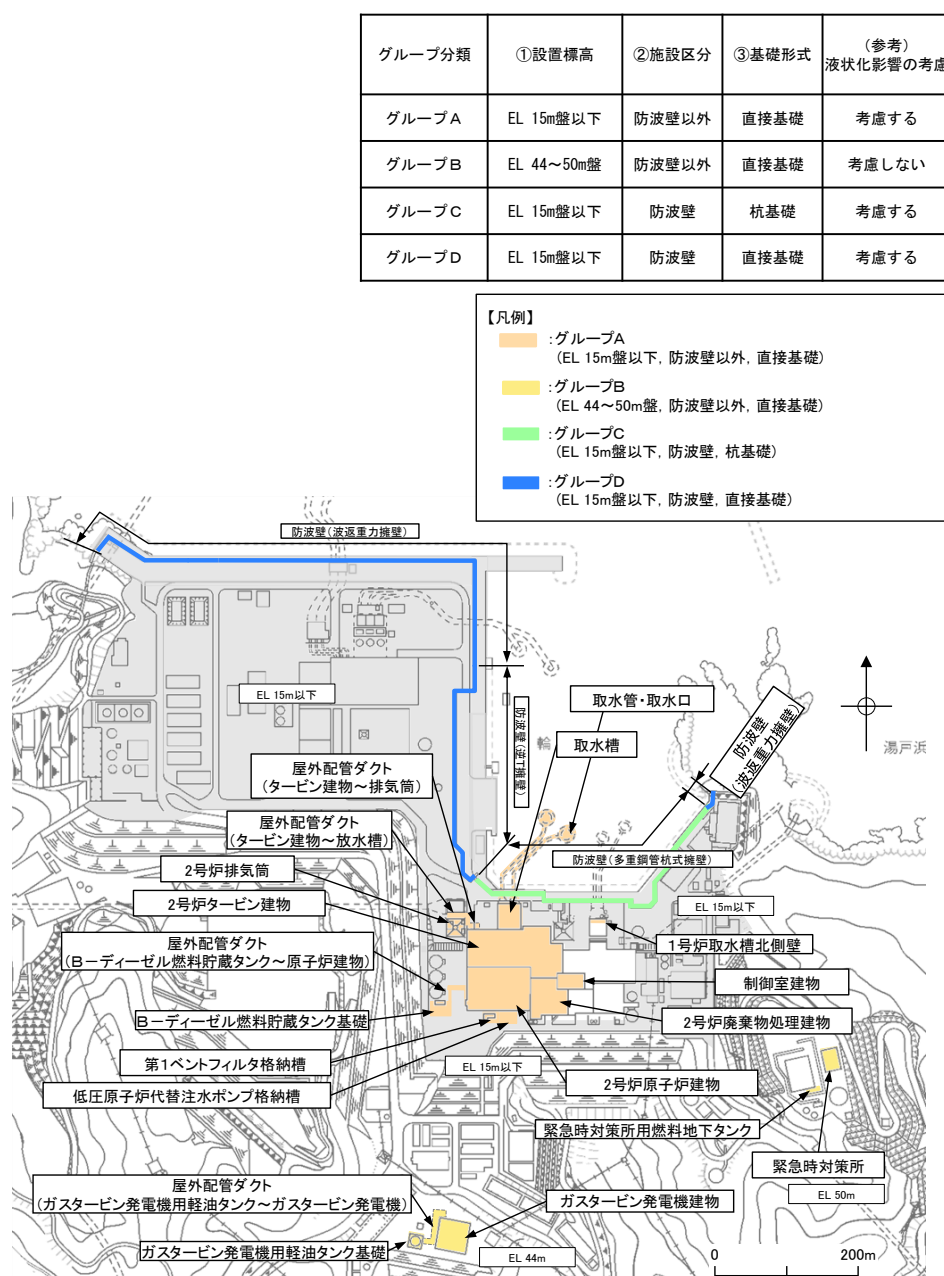 グループ分類 ①設置標高 ②施設区分 ③基礎形式 (参考)
液状化影響の考慮
グループA EL 15m盤以下 防波壁以外 直接基礎 考慮する
グループB EL 44～50m盤 防波壁以外 直接基礎 考慮しない
グループC EL 15m盤以下 防波壁 杭基礎 考慮する
グループD EL 15m盤以下 防波壁 直接基礎 考慮する
【凡例】
:グループA
(EL 15m盤以下, 防波壁以外, 直接基礎)
:グループB
(EL 44～50m盤, 防波壁以外, 直接基礎)
:グループC
(EL 15m盤以下, 防波壁, 杭基礎)
:グループD
(EL 15m盤以下, 防波壁, 直接基礎)
防波壁(波返重力擁壁)
EL 15m以下
防波壁(逆T擁壁)
輪
取水管・取水口
取水槽
防波壁
(波返重力擁壁)
湯戸浜
屋外配管ダクト
(タービン建物～排気筒)
屋外配管ダクト
(タービン建物～放水槽)
防波壁(多重鋼管杭式擁壁)
2号炉排気筒
2号炉タービン建物
EL 15m以下
1号炉取水槽北側壁
屋外配管ダクト
(B－ディーゼル燃料貯蔵タンク～原子炉建物)
制御室建物
B－ディーゼル燃料貯蔵タンク基礎
2号炉廃棄物処理建物
第1ベントフィルタ格納槽
EL 15m以下
2号炉原子炉建物
低圧原子炉代替注水ポンプ格納槽
緊急時対策所用燃料地下タンク
緊急時対策所
EL 50m
屋外配管ダクト
(ガスタービン発電機用軽油タンク～ガスタービン発電機)
ガスタービン発電機建物
ガスタービン発電機用軽油タンク基礎
EL 44m
0 200m